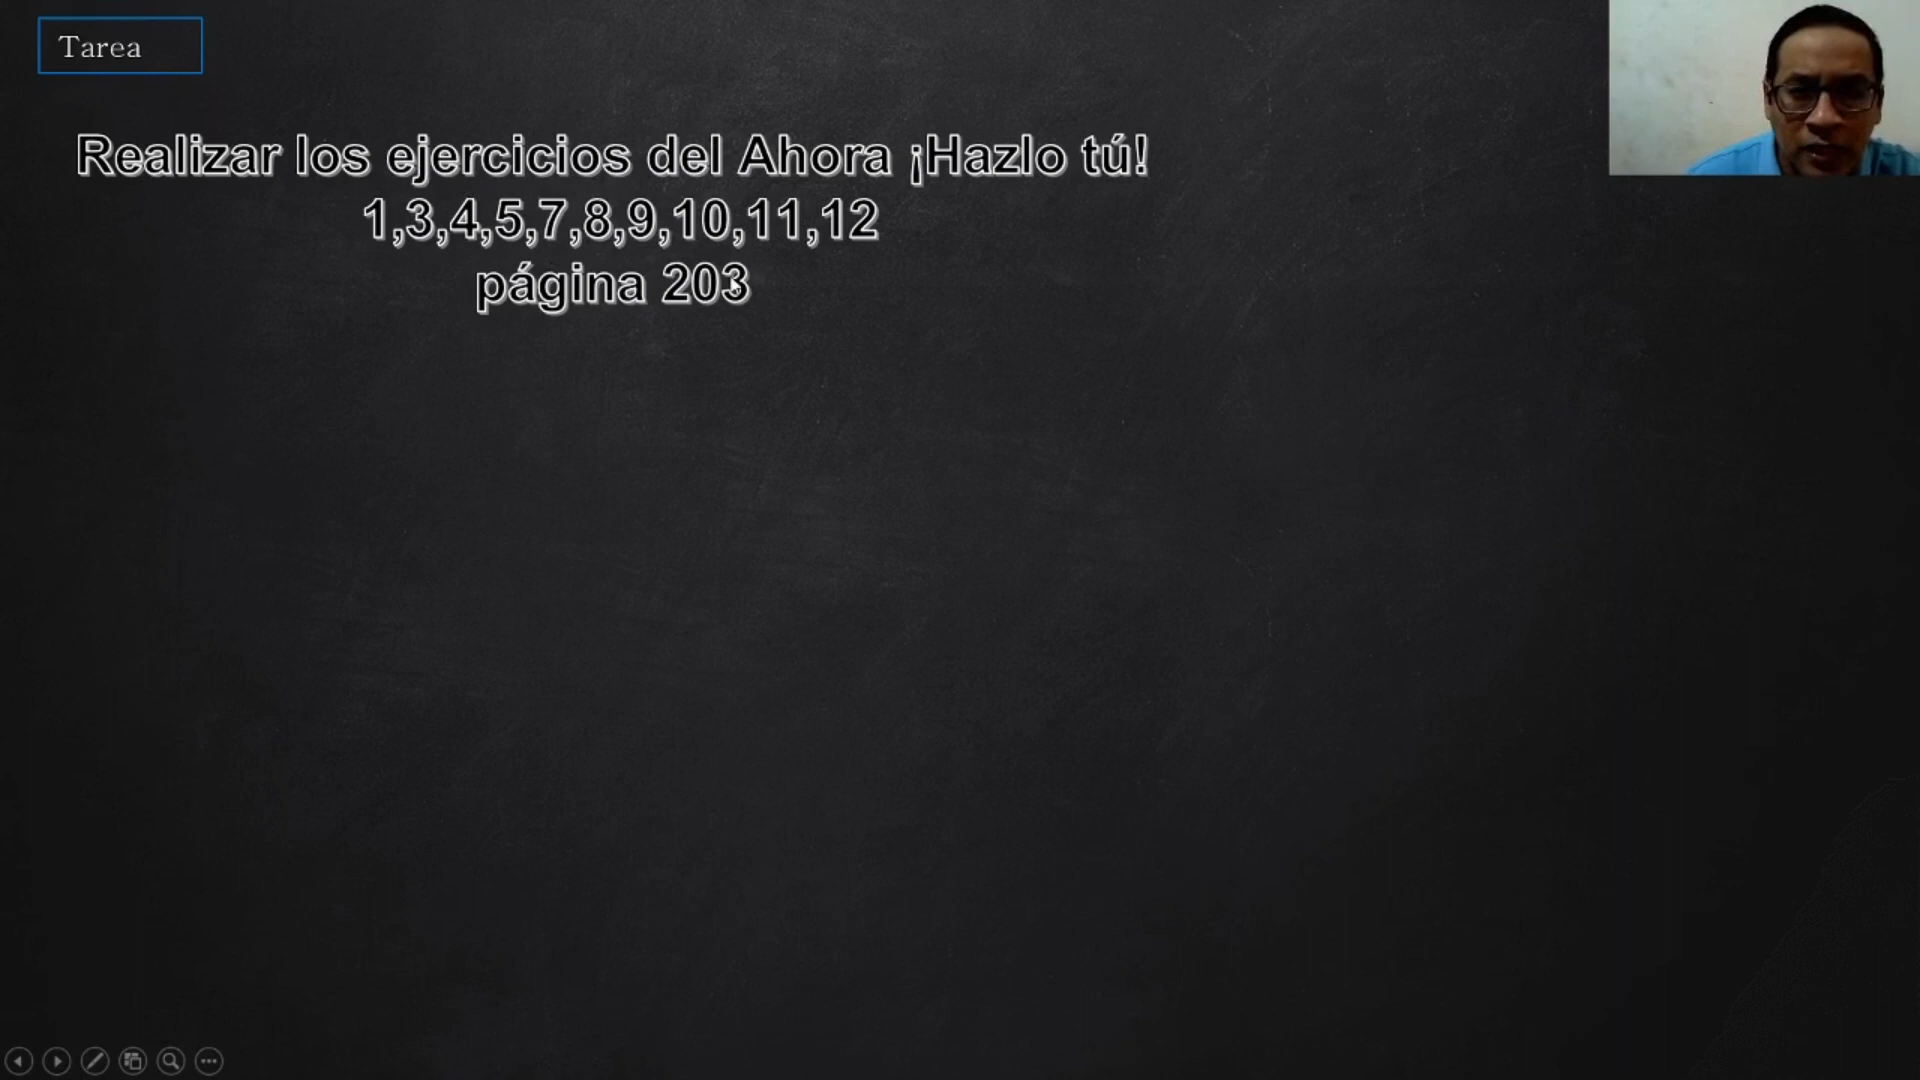 Tarea
Realizar los ejercicios del Ahora ¡Hazlo tú!
1,3,4,5,7,8,9,10,11,12
página 203